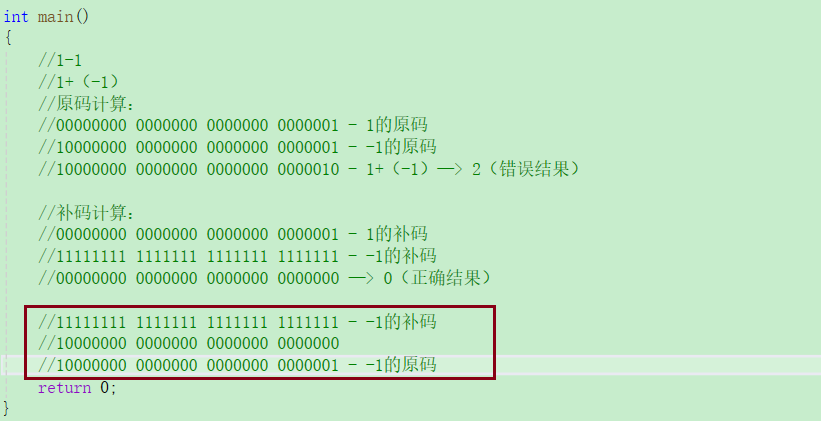 int main()
{
//1-1
//1+（-1）
//原码计算：
//00000000 0000000 0000000 0000001 - 1的原码
//10000000 0000000 0000000 0000001 - -1的原码
//10000000 0000000 0000000 0000010 - 1+（-1）—> 2（错误结果）
//补码计算：
//00000000 0000000 0000000 0000001 - 1的补码
//11111111 1111111 1111111 1111111 - -1的补码
//00000000 0000000 0000000 0000000 —> 0（正确结果）
//11111111 1111111 1111111 1111111 - -1的补码
//10000000 0000000 0000000 0000000
//10000000 0000000 0000000 0000001 - -1的原码
return 0;
}